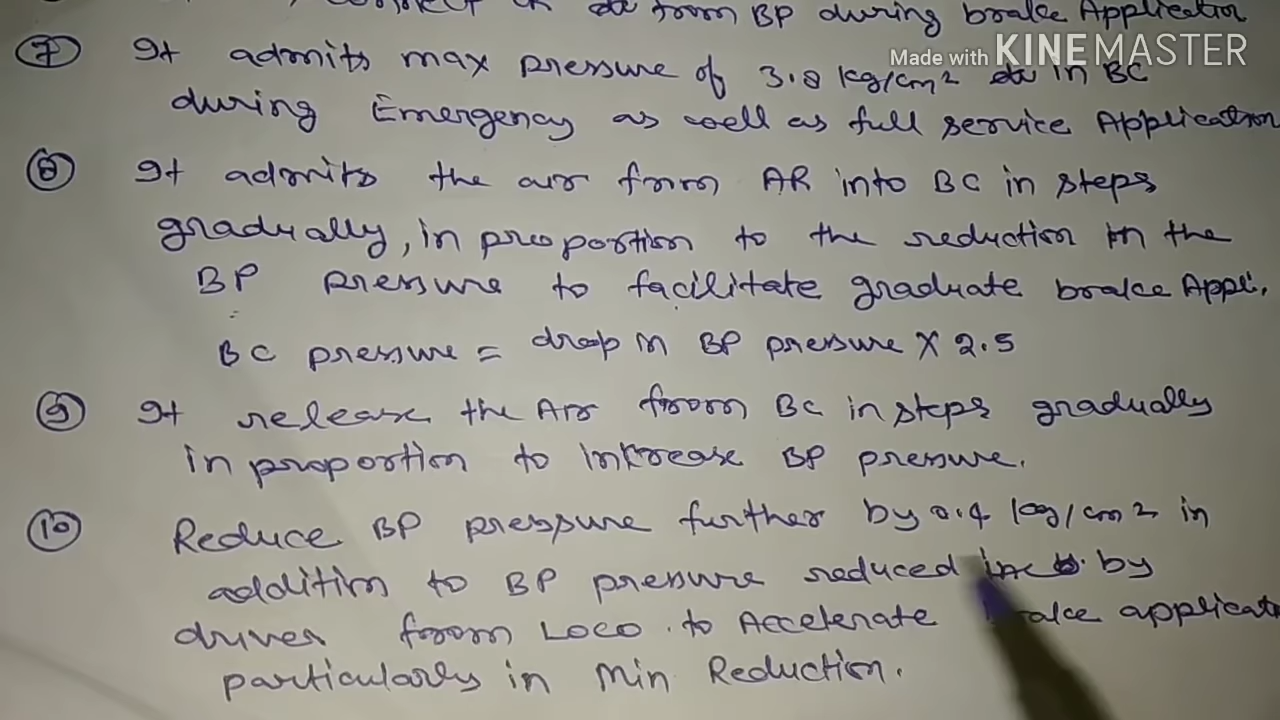 from BP during brake Application
Made with KINEMASTER
7 It admits max pressure of 3.8 kg/cm2 in BC
during Emergency as well as full service Application
8 It admits the air from AR into BC in steps
gradually, in proportion to the reduction in the
BP pressure to facilitate graduate brake Appl.
BC pressure = drop in BP pressure X 2.5
9 It release the Air from BC in steps gradually
in proportion to increase BP pressure.
10 Reduce BP pressure further by 0.4 kg/cm2 in
addition to BP pressure reduced by
driver from Loco to Accelerate brake applicat
particularly in Min Reduction.